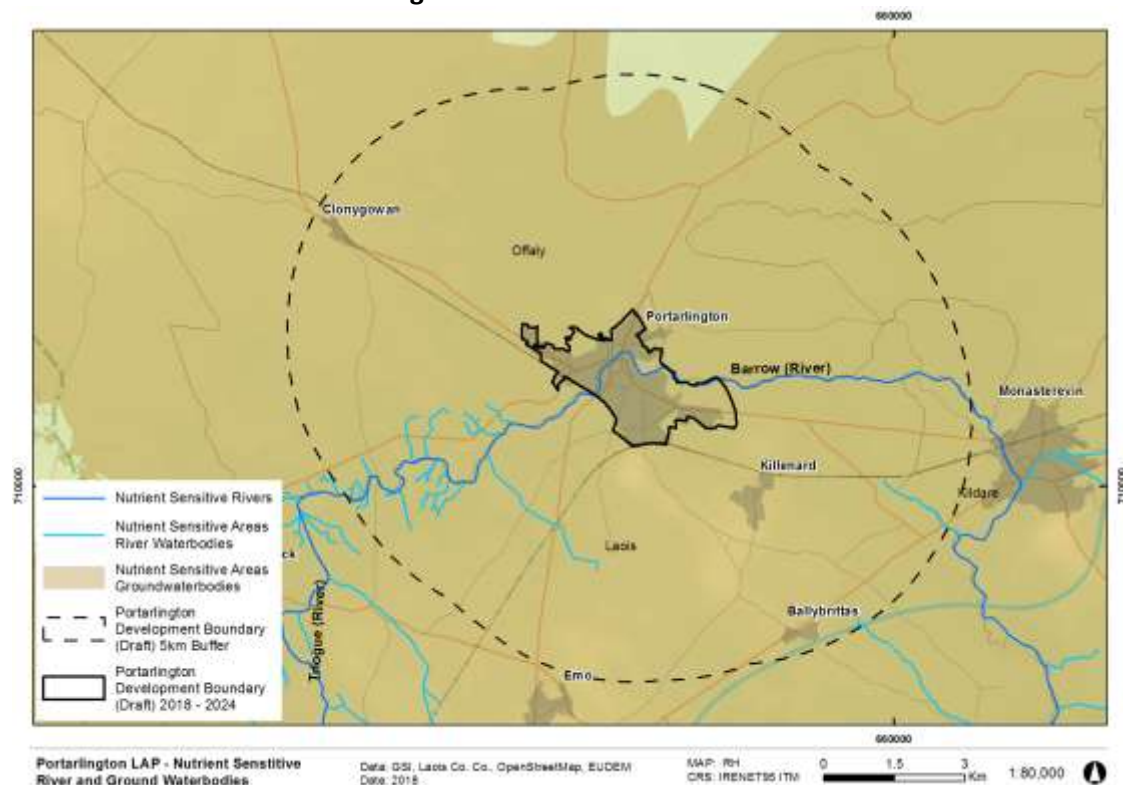 660000
Clonygowan
Offaly
Portarlington
Barrow (River)
Monasterevin
Killenard
Kildare
710000
710000
Nutrient Sensitive Rivers
Nutrient Sensitive Areas
River Waterbodies
Nutrient Sensitive Areas
Groundwaterbodies
Portarlington
Development Boundary
(Draft) 5km Buffer
Portarlington
Development Boundary
(Draft) 2018 - 2024
ck
Laois
Triogue (River)
Ballybrittas
Emo
660000
Portarlington LAP - Nutrient Senstitive
River and Ground Waterbodies
Data: GSI, Laois Co. Co., OpenStreetMap, EUDEM
Date: 2018
MAP: RH
CRS: IRENET95 ITM
0 1.5 3
Km
1:80,000